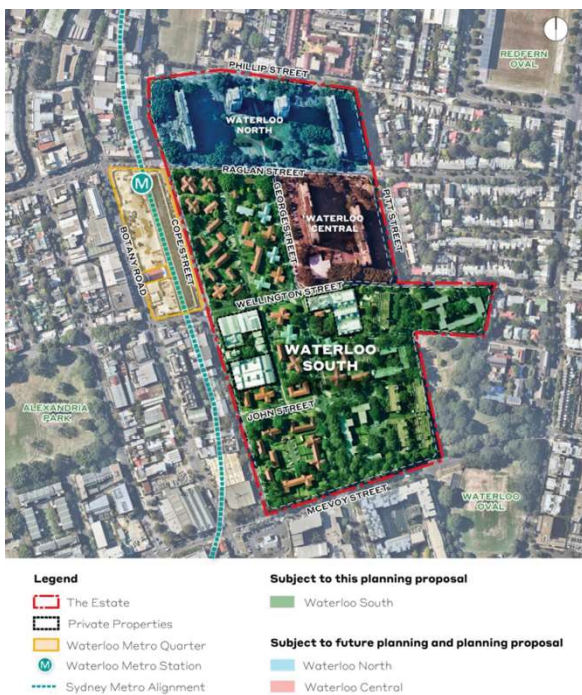 PHILLIP STREET
REDFERN
OVAL
WATERLOO
NORTH
RAGLAN STREET
M
GEORGE STREET
PITT STREET
WATERLOO
CENTRAL
COPE STREET
BOTANY ROAD
WELLINGTON STREET
WATERLOO
SOUTH
ALEXANDRIA
PARK
JOHN STREET
MCEVOY STREET
WATERLOO
OVAL
Legend
The Estate
Private Properties
Waterloo Metro Quarter
M Waterloo Metro Station
Sydney Metro Alignment
Subject to this planning proposal
Waterloo South
Subject to future planning and planning proposal
Waterloo North
Waterloo Central